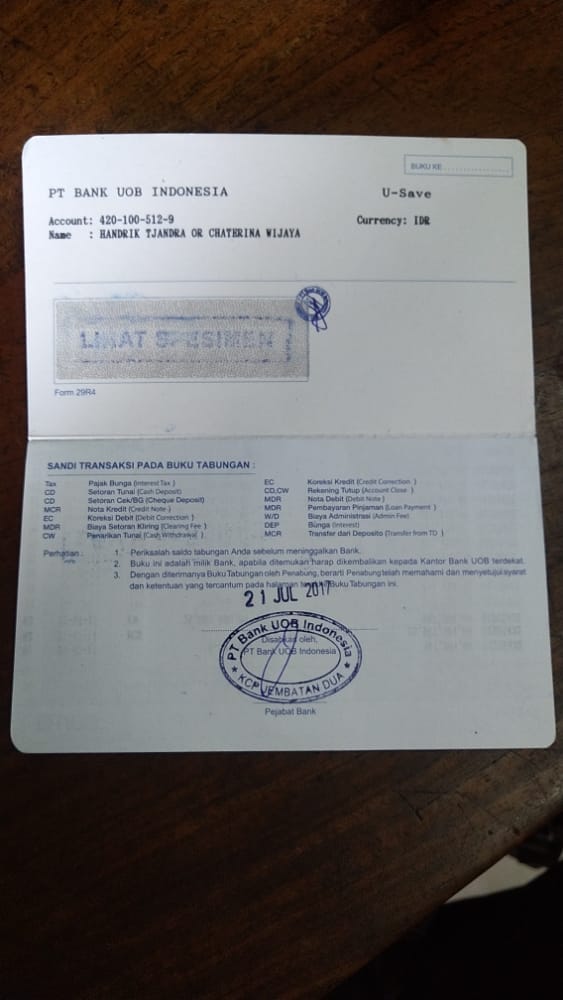 BUKU KE
PT BANK UOB INDONESIA
U-Save
Account: 420-100-512-9
Currency: IDR
Name : HANDRIK TJANDRA OR CHATERINA WIJAYA
LIHAT SPESIMEN
Form 29R4
SANDI TRANSAKSI PADA BUKU TABUNGAN :
Tax Pajak Bunga (Interest Tax ) EC Koreksi Kredit (Credit Correction )
CD Setoran Tunai (Cash Deposit) CD,CW Rekening Tutup (Account Close )
CD Setoran Cek/BG (Cheque Deposit) MDR Nota Debit (Debit Note )
MCR Nota Kredit (Credit Note ) MDR Pembayaran Pinjaman (Loan Payment )
EC Koreksi Debit (Debit Correction ) W/D Biaya Administrasi (Admin Fee)
MDR Biaya Setoran Kliring (Clearing Fee ) DEP Bunga (Interest)
CW Penarikan Tunai (Cash Withdrawal ) MCR Transfer dari Deposito (Transfer from TD )
Perhatian : 1. Periksalah saldo tabungan Anda sebelum meninggalkan Bank.
2. Buku ini adalah milik Bank, apabila ditemukan harap dikembalikan kepada Kantor Bank UOB terdekat.
3. Dengan diterimanya Buku Tabungan oleh Penabung, berarti Penabung telah memahami dan menyetujui syarat
dan ketentuan yang tercantum pada halaman Buku Tabungan ini.
21 JUL 2017
PT Bank UOB Indonesia
Disahkan oleh,
PT Bank UOB Indonesia
KCP JEMBATAN DUA
Pejabat Bank